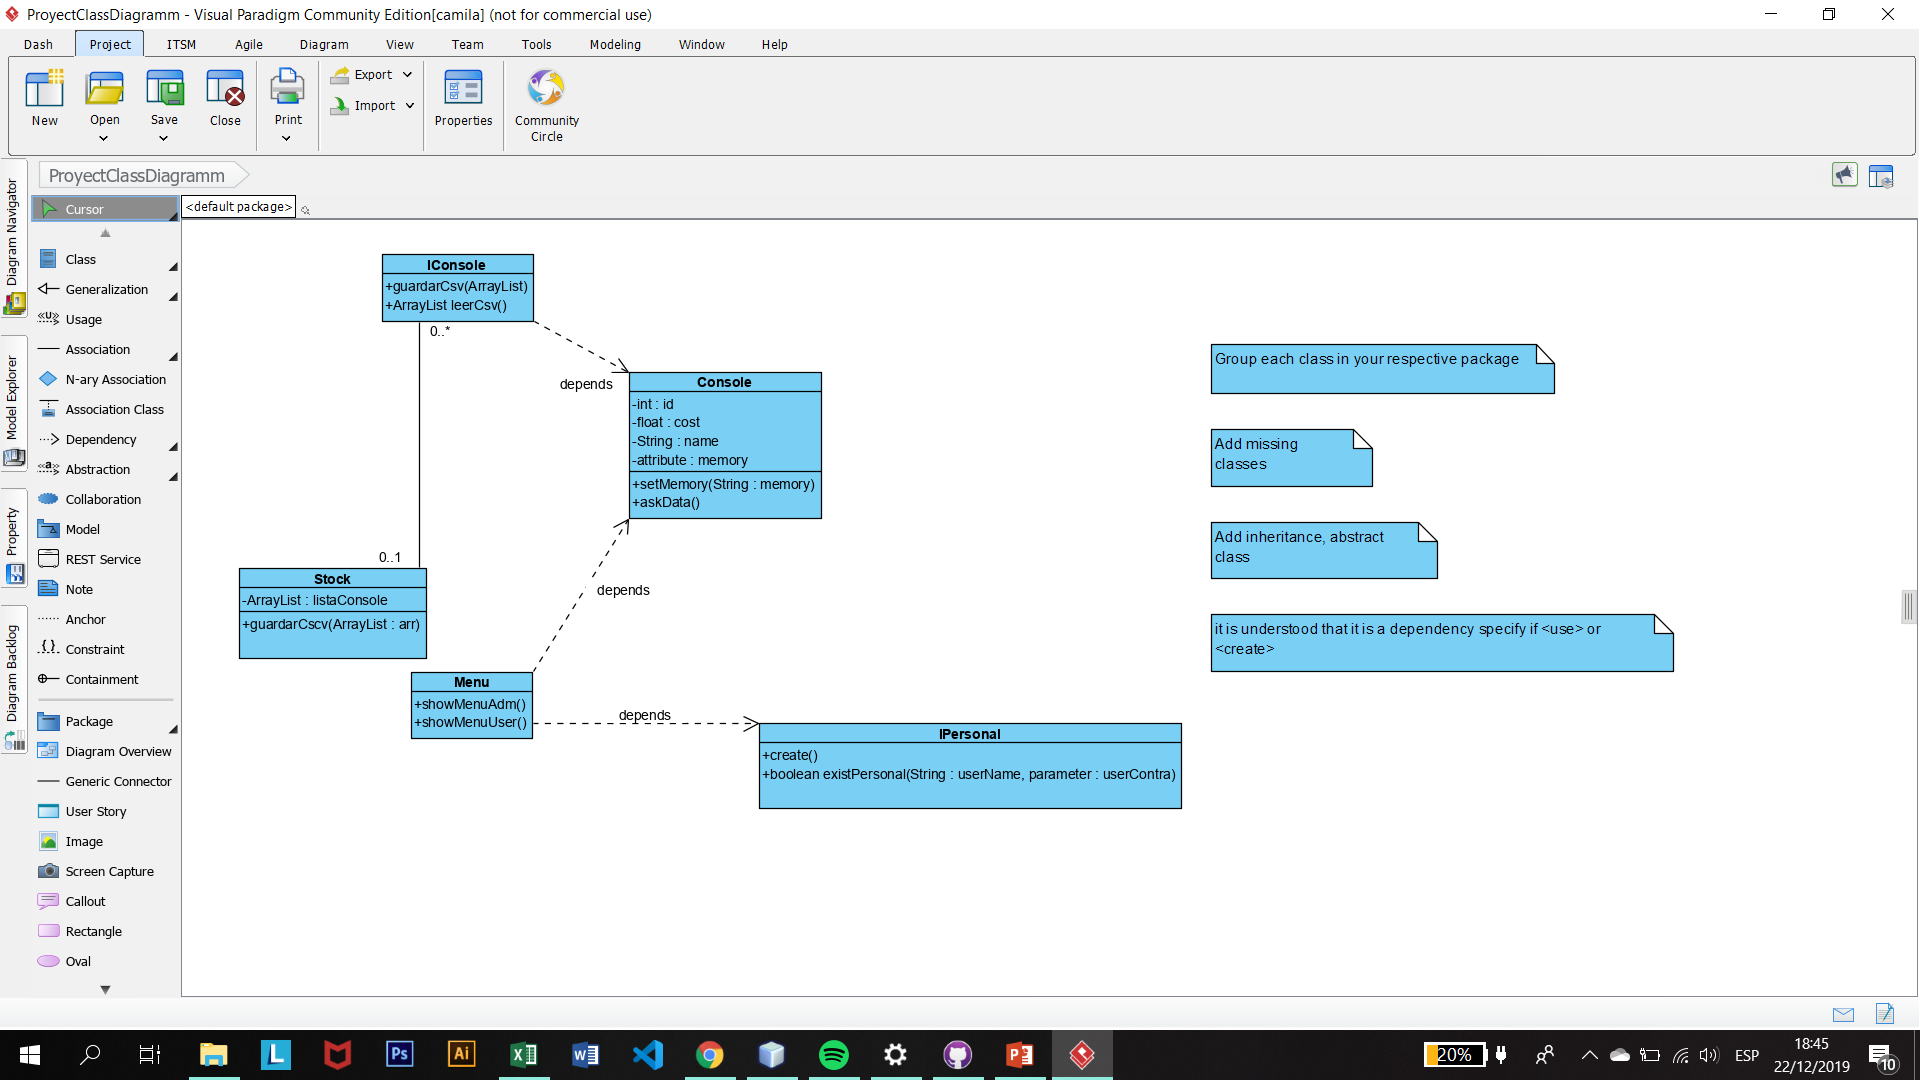 ProyectClassDiagramm - Visual Paradigm Community Edition[camila] (not for commercial use)
Dash Project ITSM Agile Diagram View Team Tools Modeling Window Help
New Open Save Close Print Export Import Properties Community Circle
ProyectClassDiagramm
Diagram Navigator
Model Explorer
Property
Diagram Backlog
Cursor
<default package>
Class
Generalization
Usage
Association
N-ary Association
Association Class
Dependency
Abstraction
Collaboration
Model
REST Service
Note
Anchor
Constraint
Containment
Package
Diagram Overview
Generic Connector
User Story
Image
Screen Capture
Callout
Rectangle
Oval
IConsole
+guardarCsv(ArrayList)
+ArrayList leerCsv()
0..*
depends
Console
-int : id
-float : cost
-String : name
-attribute : memory
+setMemory(String : memory)
+askData()
0..1
Stock
-ArrayList : listaConsole
+guardarCscv(ArrayList : arr)
depends
Menu
+showMenuAdm()
+showMenuUser()
depends
IPersonal
+create()
+boolean existPersonal(String : userName, parameter : userContra)
Group each class in your respective package
Add missing
classes
Add inheritance, abstract
class
it is understood that it is a dependency specify if <use> or
<create>
L Ps Ai 20% ESP
18:45
22/12/2019
10